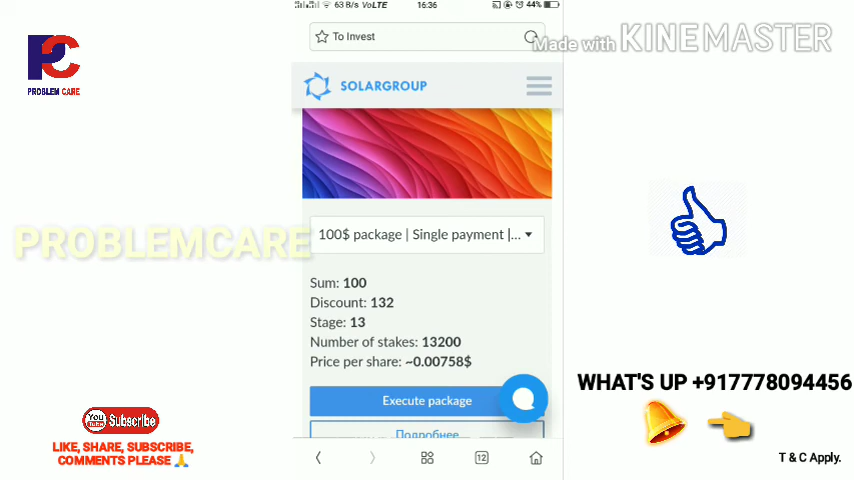 63 B/s VoLTE 16:36 44%
To Invest
Made with KINEMASTER
PC
PROBLEM CARE
SOLARGROUP
PROBLEMCARE
100$ package | Single payment |...
Sum: 100
Discount: 132
Stage: 13
Number of stakes: 13200
Price per share: ~0.00758$
Execute package
Подробнее
WHAT'S UP +917778094456
You Tube Subscribe
LIKE, SHARE, SUBSCRIBE,
COMMENTS PLEASE 🙏
12
T & C Apply.